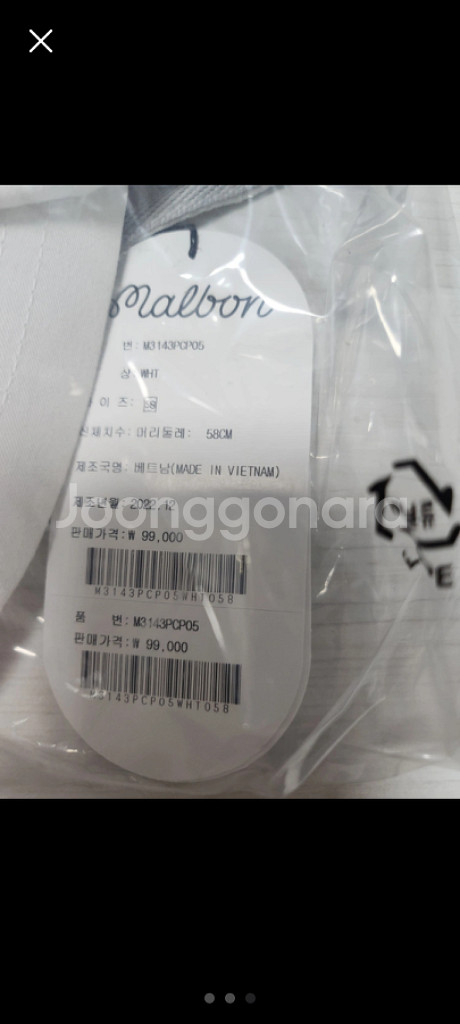 Malbon
번: M3143PCP05
상: WHT
이 즈: 58
신체치수: 머리둘레: 58CM
제조국명: 베트남(MADE IN VIETNAM)
제조년월: 2022.12
Joonggonara
판매가격:₩ 99,000
M3143PCP05WHT058
품 번: M3143PCP05
판매가격:₩ 99,000
M3143PCP05WHT058